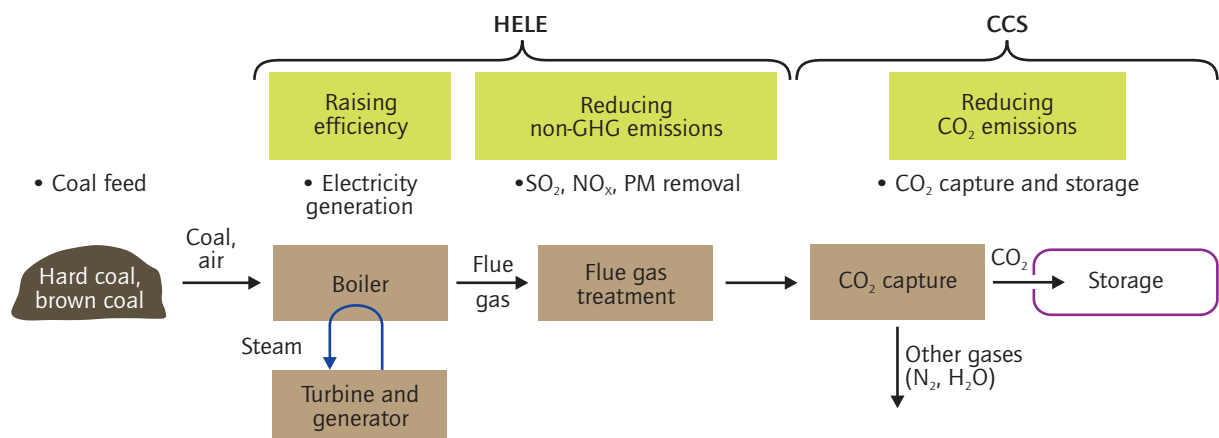 HELE
CCS
Raising
efficiency
Reducing
non-GHG emissions
Reducing
CO₂ emissions
• Coal feed
• Electricity
generation
•SO₂, NOₓ, PM removal
• CO₂ capture and storage
Hard coal,
brown coal
Coal,
air
Boiler
Flue
gas
Flue gas
treatment
CO₂ capture
CO₂
Storage
Steam
Turbine and
generator
Other gases
(N₂, H₂O)